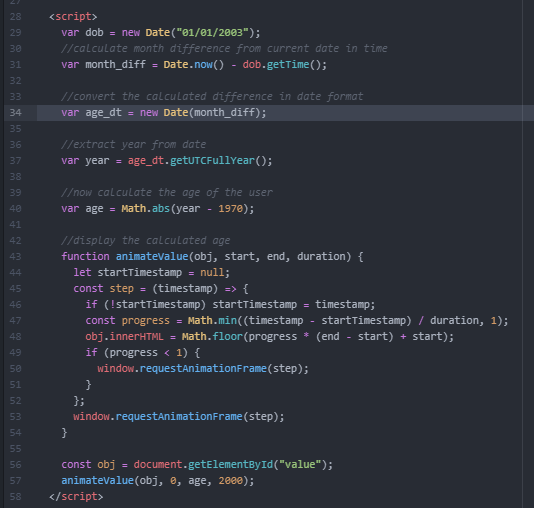 27
28 <script>
29 var dob = new Date("01/01/2003");
30 //calculate month difference from current date in time
31 var month_diff = Date.now() - dob.getTime();
32
33 //convert the calculated difference in date format
34 var age_dt = new Date(month_diff);
35
36 //extract year from date
37 var year = age_dt.getUTCFullYear();
38
39 //now calculate the age of the user
40 var age = Math.abs(year - 1970);
41
42 //display the calculated age
43 function animateValue(obj, start, end, duration) {
44 let startTimestamp = null;
45 const step = (timestamp) => {
46 if (!startTimestamp) startTimestamp = timestamp;
47 const progress = Math.min((timestamp - startTimestamp) / duration, 1);
48 obj.innerHTML = Math.floor(progress * (end - start) + start);
49 if (progress < 1) {
50 window.requestAnimationFrame(step);
51 }
52 };
53 window.requestAnimationFrame(step);
54 }
55
56 const obj = document.getElementById("value");
57 animateValue(obj, 0, age, 2000);
58 </script>